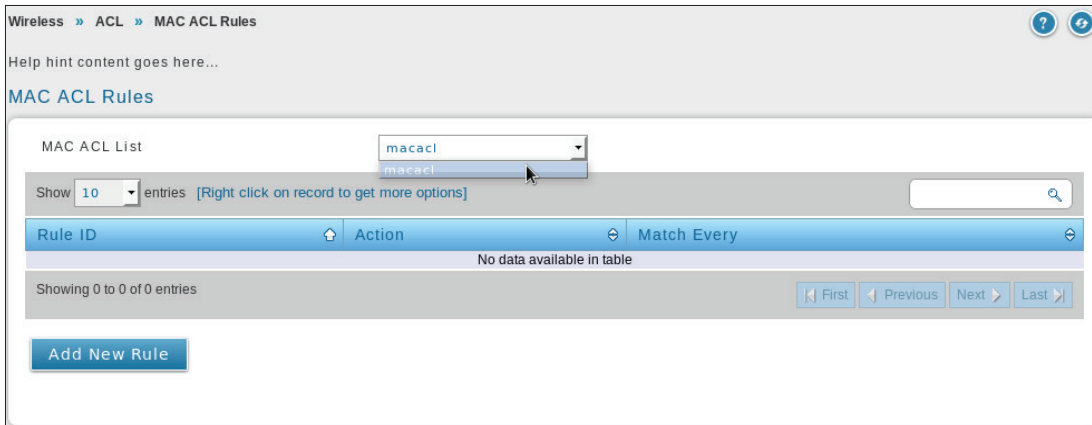 Wireless » ACL » MAC ACL Rules
Help hint content goes here...
MAC ACL Rules
MAC ACL List macacl
macacl
Show 10 entries [Right click on record to get more options]
Rule ID Action Match Every
No data available in table
Showing 0 to 0 of 0 entries First Previous Next Last
Add New Rule